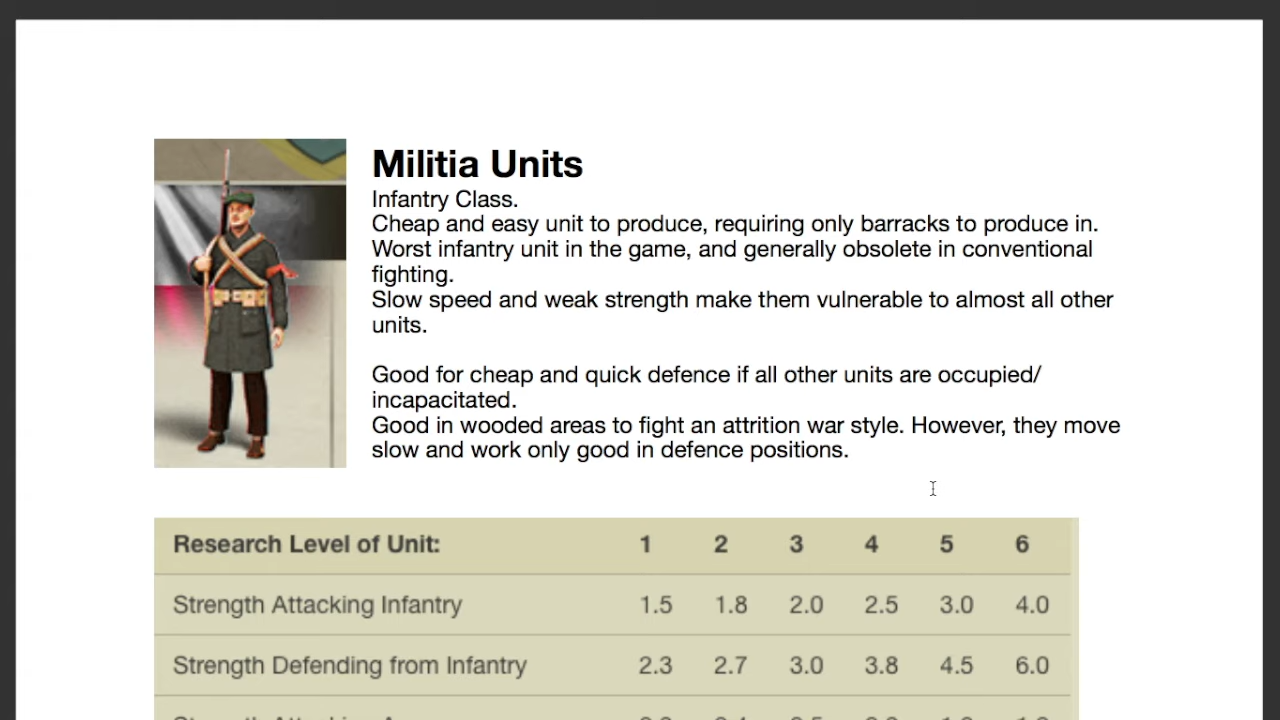 Militia Units
Infantry Class.
Cheap and easy unit to produce, requiring only barracks to produce in.
Worst infantry unit in the game, and generally obsolete in conventional
fighting.
Slow speed and weak strength make them vulnerable to almost all other
units.
Good for cheap and quick defence if all other units are occupied/
incapacitated.
Good in wooded areas to fight an attrition war style. However, they move
slow and work only good in defence positions.
Research Level of Unit: 1 2 3 4 5 6
Strength Attacking Infantry 1.5 1.8 2.0 2.5 3.0 4.0
Strength Defending from Infantry 2.3 2.7 3.0 3.8 4.5 6.0